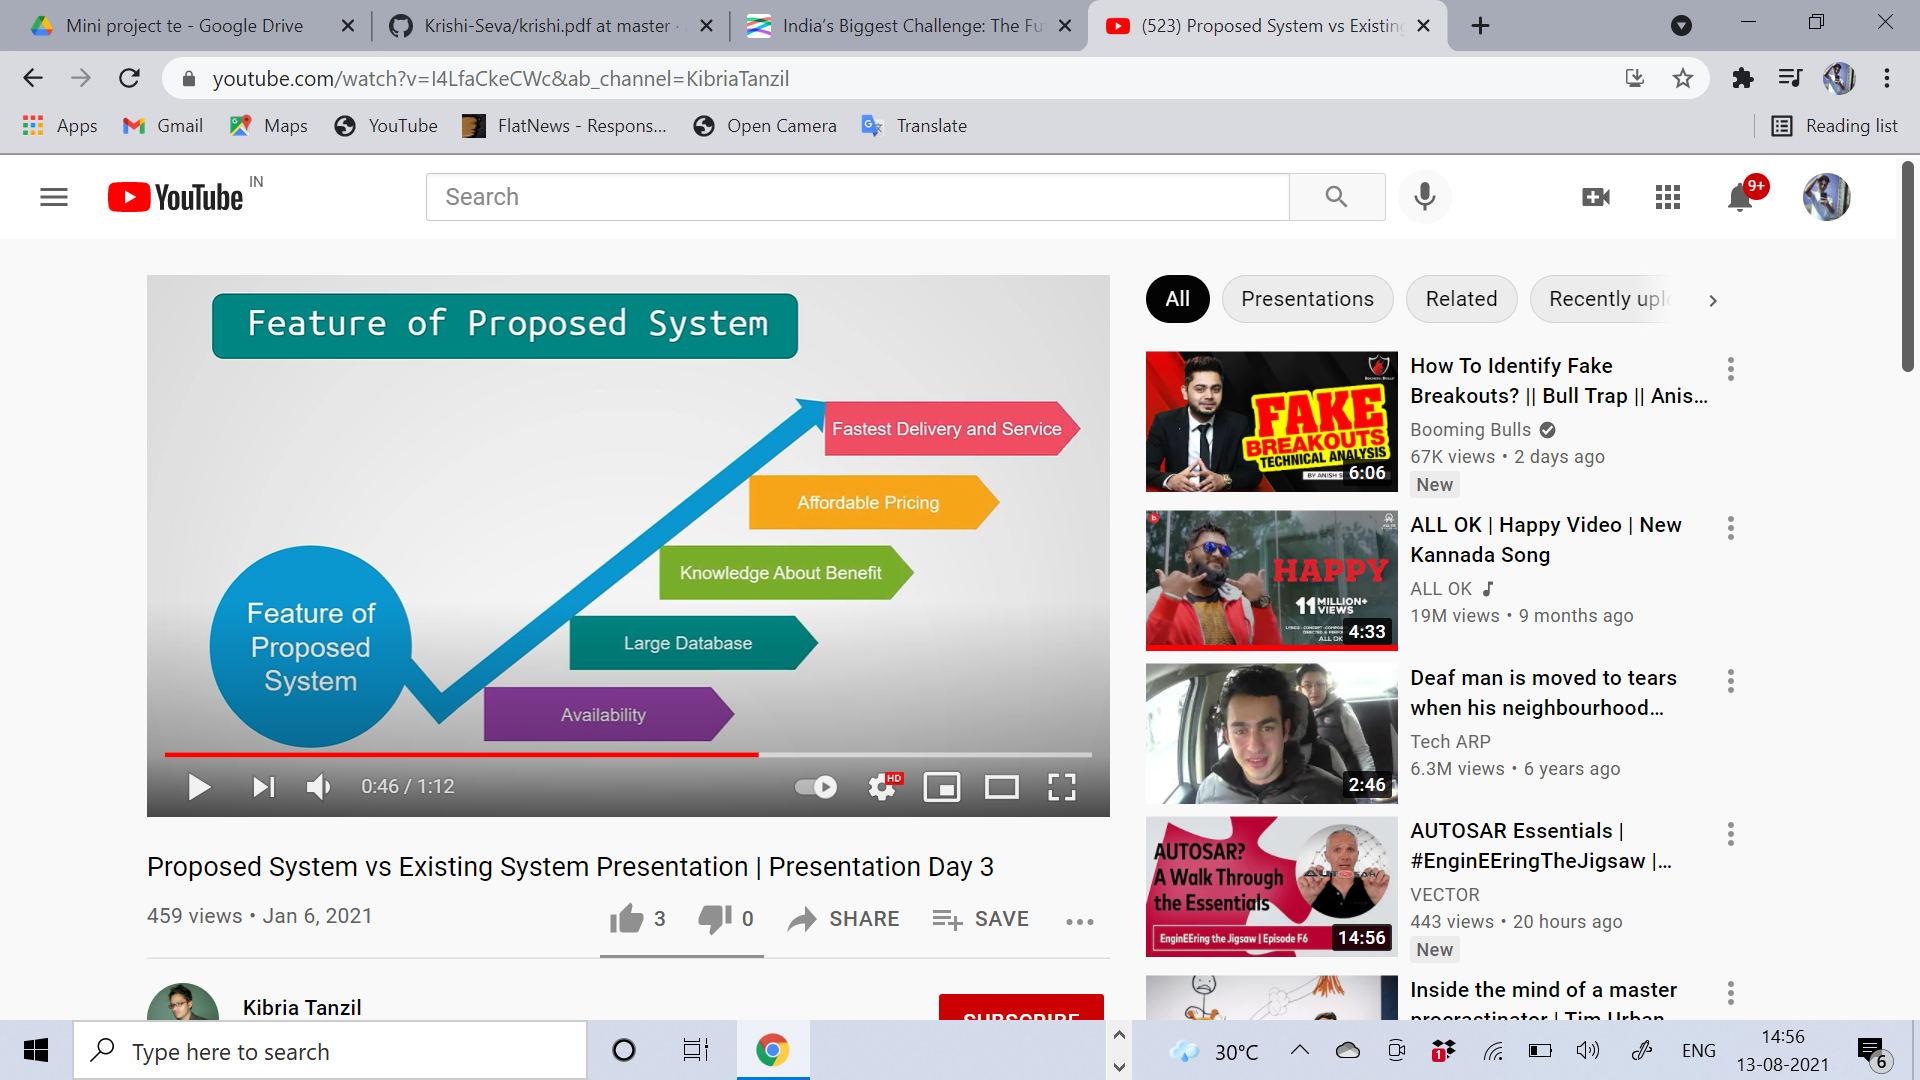 Mini project te - Google Drive
Krishi-Seva/krishi.pdf at master ·
India's Biggest Challenge: The Fu
(523) Proposed System vs Existing
youtube.com/watch?v=I4LfaCkeCWc&ab_channel=KibriaTanzil
Apps
Gmail
Maps
YouTube
FlatNews - Respons...
Open Camera
Translate
Reading list
YouTube IN
Search
9+
Feature of Proposed System
Fastest Delivery and Service
Affordable Pricing
Knowledge About Benefit
Large Database
Availability
Feature of
Proposed
System
0:46 / 1:12
HD
Proposed System vs Existing System Presentation | Presentation Day 3
459 views • Jan 6, 2021
3
0
SHARE
SAVE
Kibria Tanzil
SUBSCRIBE
All
Presentations
Related
Recently uplo
FAKE
BREAKOUTS
TECHNICAL ANALYSIS
6:06
How To Identify Fake
Breakouts? || Bull Trap || Anis...
Booming Bulls
67K views • 2 days ago
New
HAPPY
11 MILLION+
VIEWS
ALL OK
4:33
ALL OK | Happy Video | New
Kannada Song
ALL OK
19M views • 9 months ago
2:46
Deaf man is moved to tears
when his neighbourhood...
Tech ARP
6.3M views • 6 years ago
AUTOSAR?
A Walk Through
the Essentials
AUTOSAR
EnginEEring the Jigsaw | Episode F6
14:56
AUTOSAR Essentials |
#EnginEEringTheJigsaw |...
VECTOR
443 views • 20 hours ago
New
Inside the mind of a master
procrastinator | Tim Urban
Type here to search
30°C
1
ENG
14:56
13-08-2021
6